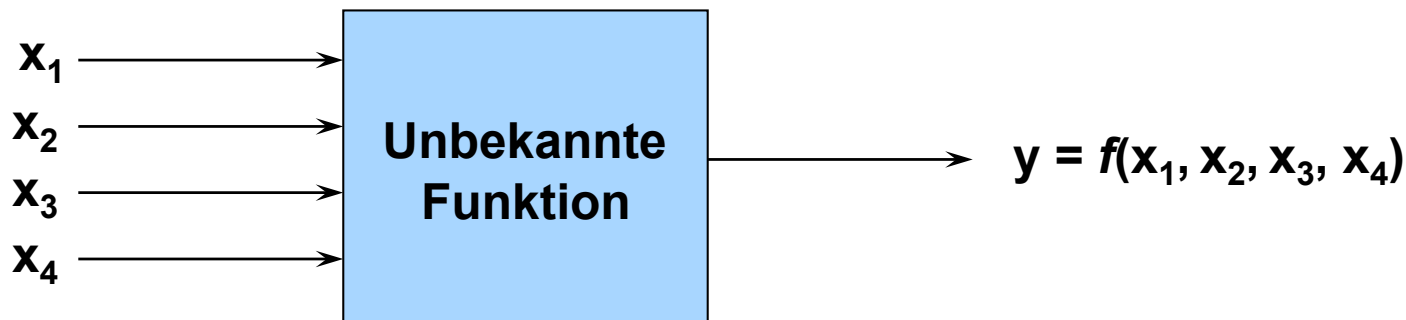 x₁
x₂
x₃
x₄
Unbekannte
Funktion
y = f(x₁, x₂, x₃, x₄)